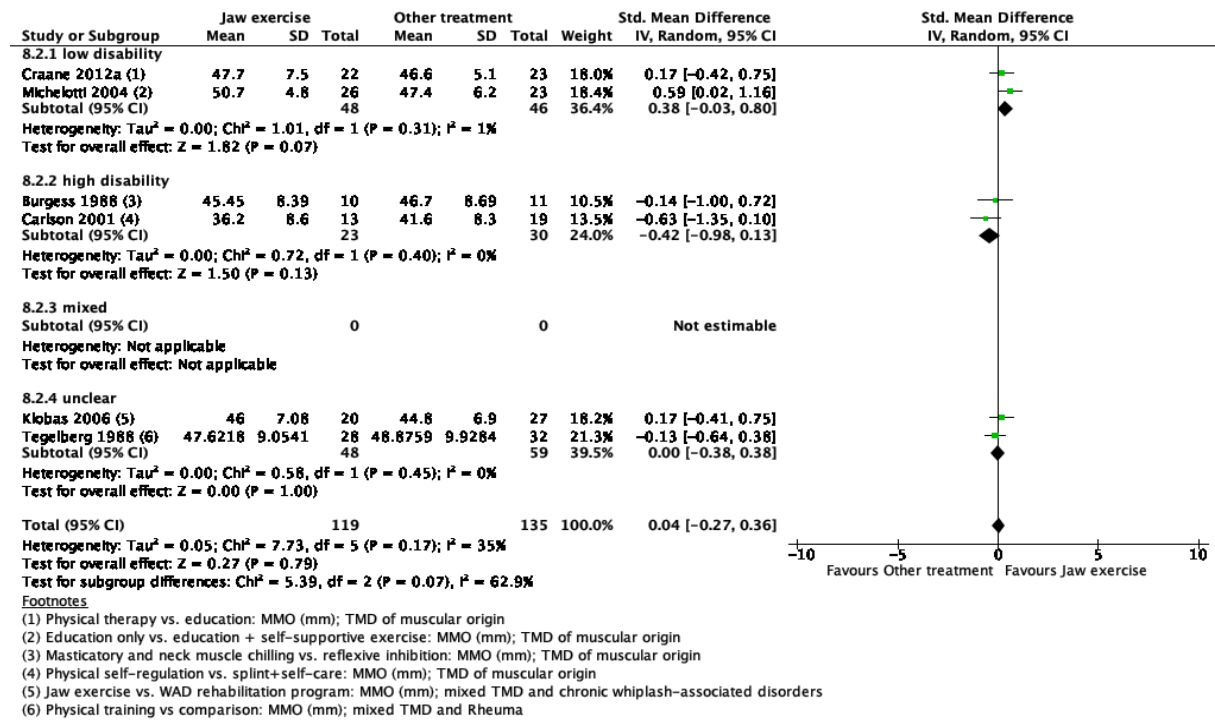 Jaw exercise Other treatment Std. Mean Difference Std. Mean Difference
Study or Subgroup Mean SD Total Mean SD Total Weight IV, Random, 95% CI IV, Random, 95% CI
8.2.1 low disability
Craane 2012a (1) 47.7 7.5 22 46.6 5.1 23 18.0% 0.17 [−0.42, 0.75]
Michelotti 2004 (2) 50.7 4.8 26 47.4 6.2 23 18.4% 0.59 [0.02, 1.16]
Subtotal (95% CI) 48 46 36.4% 0.38 [−0.03, 0.80]
Heterogeneity: Tau² = 0.00; Chi² = 1.01, df = 1 (P = 0.31); I² = 1%
Test for overall effect: Z = 1.82 (P = 0.07)
8.2.2 high disability
Burgess 1988 (3) 45.45 8.39 10 46.7 8.69 11 10.5% −0.14 [−1.00, 0.72]
Carlson 2001 (4) 36.2 8.6 13 41.6 8.3 19 13.5% −0.63 [−1.35, 0.10]
Subtotal (95% CI) 23 30 24.0% −0.42 [−0.98, 0.13]
Heterogeneity: Tau² = 0.00; Chi² = 0.72, df = 1 (P = 0.40); I² = 0%
Test for overall effect: Z = 1.50 (P = 0.13)
8.2.3 mixed
Subtotal (95% CI) 0 0 Not estimable
Heterogeneity: Not applicable
Test for overall effect: Not applicable
8.2.4 unclear
Klobas 2006 (5) 46 7.08 20 44.8 6.9 27 18.2% 0.17 [−0.41, 0.75]
Tegelberg 1988 (6) 47.6218 9.0541 28 48.8759 9.9284 32 21.3% −0.13 [−0.64, 0.38]
Subtotal (95% CI) 48 59 39.5% 0.00 [−0.38, 0.38]
Heterogeneity: Tau² = 0.00; Chi² = 0.58, df = 1 (P = 0.45); I² = 0%
Test for overall effect: Z = 0.00 (P = 1.00)
Total (95% CI) 119 135 100.0% 0.04 [−0.27, 0.36]
Heterogeneity: Tau² = 0.05; Chi² = 7.73, df = 5 (P = 0.17); I² = 35%
Test for overall effect: Z = 0.27 (P = 0.79)
Test for subgroup differences: Chi² = 5.39, df = 2 (P = 0.07), I² = 62.9%
−10 −5 0 5 10
Favours Other treatment Favours Jaw exercise
Footnotes
(1) Physical therapy vs. education: MMO (mm); TMD of muscular origin
(2) Education only vs. education + self−supportive exercise: MMO (mm); TMD of muscular origin
(3) Masticatory and neck muscle chilling vs. reflexive inhibition: MMO (mm); TMD of muscular origin
(4) Physical self−regulation vs. splint+self−care: MMO (mm); TMD of muscular origin
(5) Jaw exercise vs. WAD rehabilitation program: MMO (mm); mixed TMD and chronic whiplash−associated disorders
(6) Physical training vs comparison: MMO (mm); mixed TMD and Rheuma